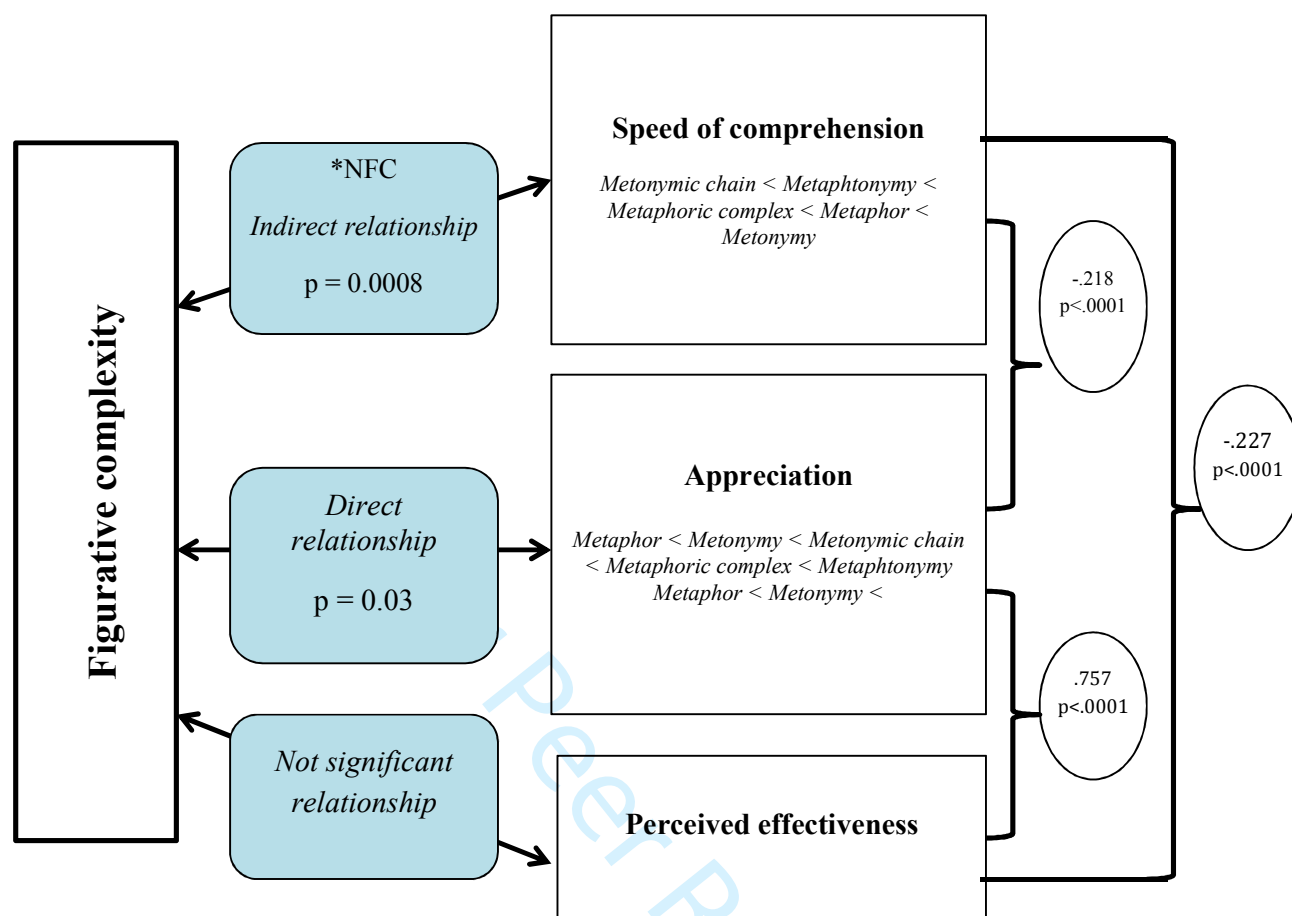 Figurative complexity
*NFC
Indirect relationship
p = 0.0008
Direct
relationship
p = 0.03
Not significant
relationship
Speed of comprehension
Metonymic chain < Metaphtonymy <
Metaphoric complex < Metaphor <
Metonymy
Appreciation
Metaphor < Metonymy < Metonymic chain
< Metaphoric complex < Metaphtonymy
Metaphor < Metonymy <
Perceived effectiveness
-.218
p<.0001
.757
p<.0001
-.227
p<.0001
Peer